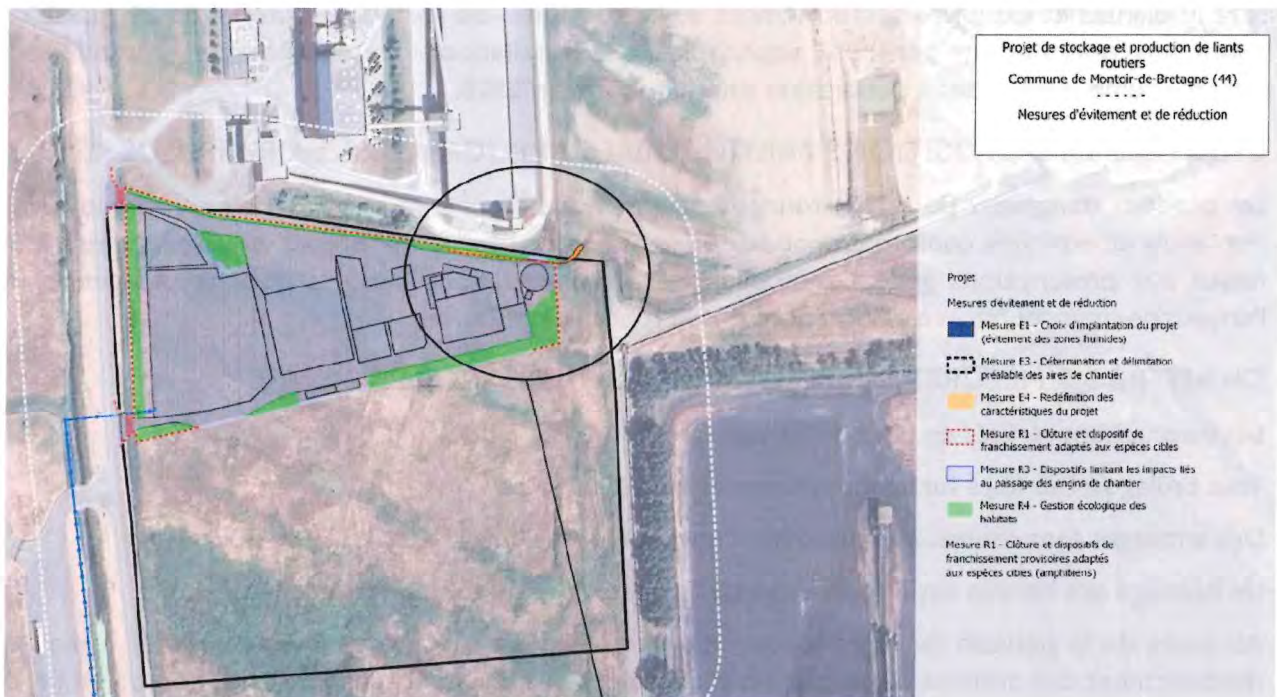 Projet de stockage et production de liants
routiers
Commune de Montoir-de-Bretagne (44)
- - - - - -
Mesures d'évitement et de réduction
Projet
Mesures d'évitement et de réduction
Mesure E1 - Choix d'implantation du projet
(évitement des zones humides)
Mesure E3 - Détermination et délimitation
préalable des aires de chantier
Mesure E4 - Redéfinition des
caractéristiques du projet
Mesure R1 - Clôture et dispositif de
franchissement adaptés aux espèces cibles
Mesure R3 - Dispositifs limitant les impacts liés
au passage des engins de chantier
Mesure R4 - Gestion écologique des
habitats
Mesure R1 - Clôture et dispositifs de
franchissement provisoires adaptés
aux espèces cibles (amphibiens)